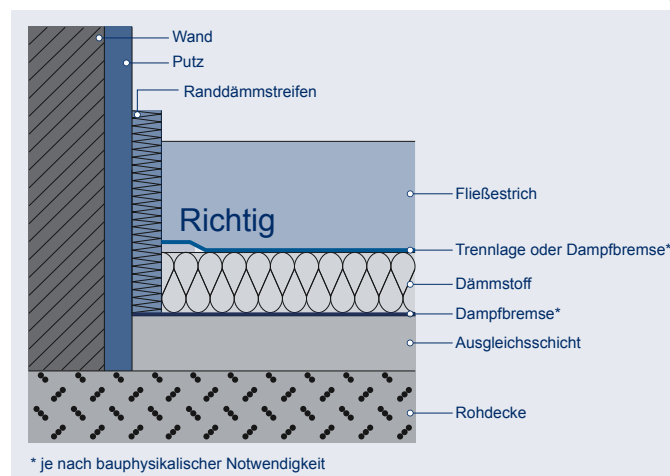 Wand
Putz
Randdämmstreifen
Fließestrich
Richtig
Trennlage oder Dampfbremse*
Dämmstoff
Dampfbremse*
Ausgleichsschicht
Rohdecke
* je nach bauphysikalischer Notwendigkeit